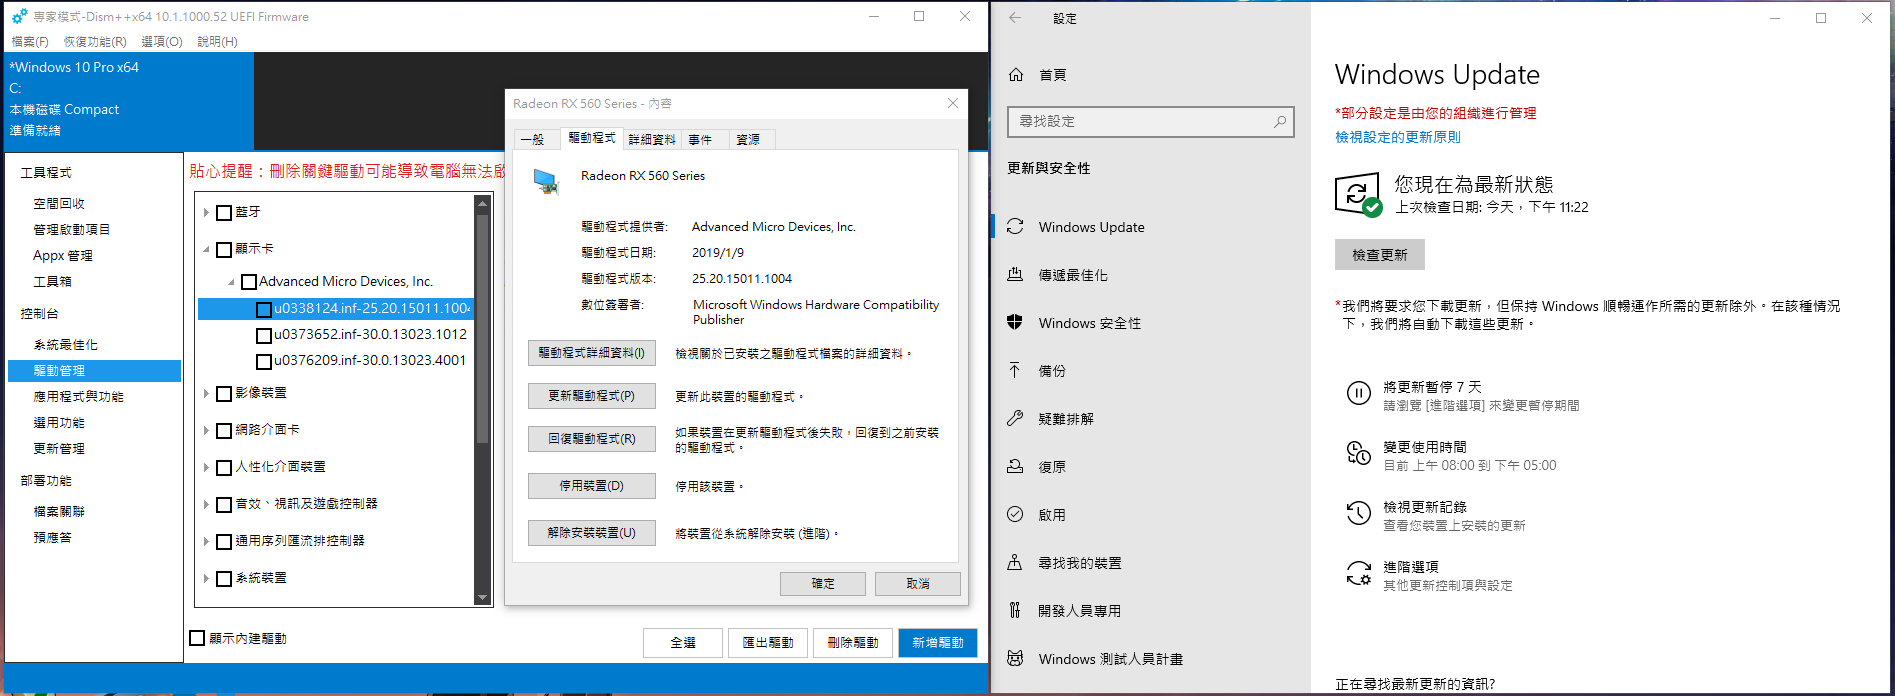 專家模式-Dism++x64 10.1.1000.52 UEFI Firmware
檔案(F) 恢復功能(R) 選項(O) 說明(H)
*Windows 10 Pro x64
C:
本機磁碟 Compact
準備就緒
工具程式
空間回收
管理啟動項目
Appx 管理
工具箱
控制台
系統最佳化
驅動管理
應用程式與功能
選用功能
更新管理
部署功能
檔案關聯
預應答
貼心提醒：刪除關鍵驅動可能導致電腦無法啟
藍牙
顯示卡
Advanced Micro Devices, Inc.
u0338124.inf-25.20.15011.1004
u0373652.inf-30.0.13023.1012
u0376209.inf-30.0.13023.4001
影像裝置
網路介面卡
人性化介面裝置
音效、視訊及遊戲控制器
通用序列匯流排控制器
系統裝置
顯示內建驅動
全選
匯出驅動
刪除驅動
新增驅動
Radeon RX 560 Series - 內容
一般 驅動程式 詳細資料 事件 資源
Radeon RX 560 Series
驅動程式提供者: Advanced Micro Devices, Inc.
驅動程式日期: 2019/1/9
驅動程式版本: 25.20.15011.1004
數位簽署者: Microsoft Windows Hardware Compatibility
Publisher
驅動程式詳細資料(I) 檢視關於已安裝之驅動程式檔案的詳細資料。
更新驅動程式(P) 更新此裝置的驅動程式。
回復驅動程式(R) 如果裝置在更新驅動程式後失敗，回復到之前安裝
的驅動程式。
停用裝置(D) 停用該裝置。
解除安裝裝置(U) 將裝置從系統解除安裝 (進階)。
確定 取消
設定
首頁
尋找設定
更新與安全性
Windows Update
傳遞最佳化
Windows 安全性
備份
疑難排解
復原
啟用
尋找我的裝置
開發人員專用
Windows 測試人員計畫
Windows Update
*部分設定是由您的組織進行管理
檢視設定的更新原則
您現在為最新狀態
上次檢查日期: 今天，下午 11:22
檢查更新
*我們將要求您下載更新，但保持 Windows 順暢運作所需的更新除外。在該種情況
下，我們將自動下載這些更新。
將更新暫停 7 天
請瀏覽 [進階選項] 來變更暫停期間
變更使用時間
目前 上午 08:00 到 下午 05:00
檢視更新記錄
查看您裝置上安裝的更新
進階選項
其他更新控制項與設定
正在尋找最新更新的資訊?